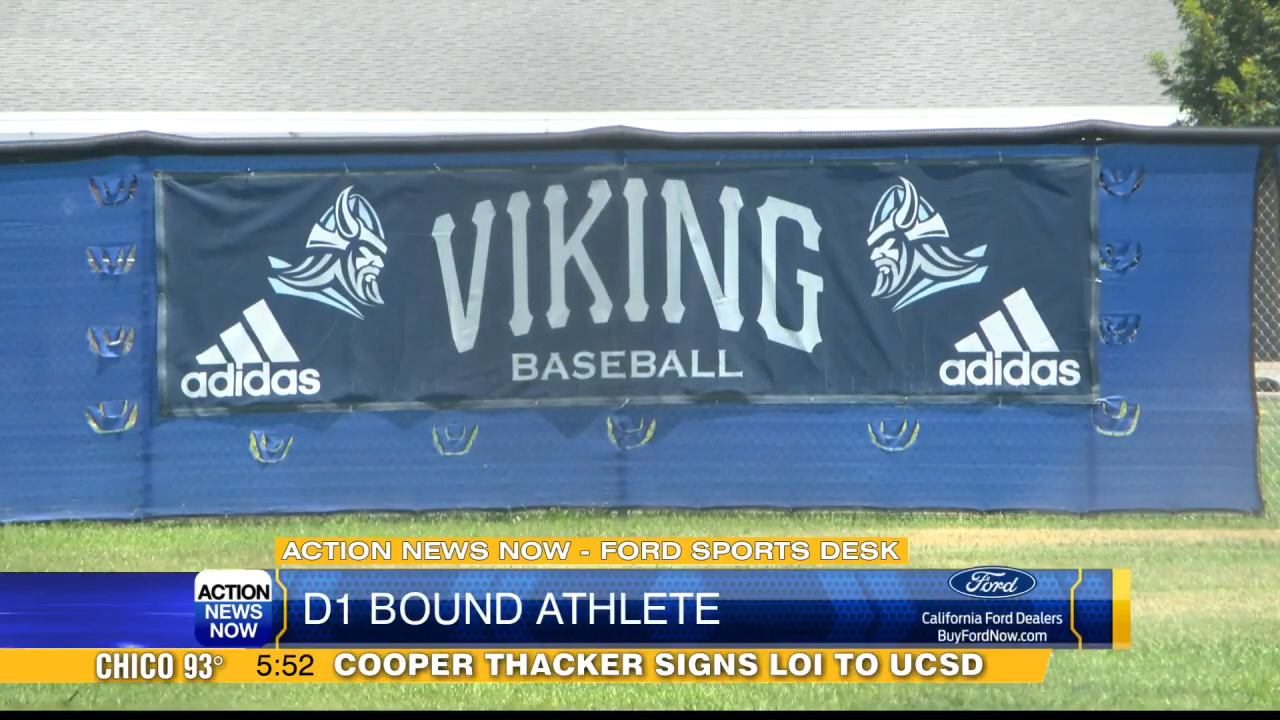 VIKING
BASEBALL
adidas
adidas
ACTION NEWS NOW - FORD SPORTS DESK
ACTION
NEWS
NOW
D1 BOUND ATHLETE
Ford
California Ford Dealers
BuyFordNow.com
CHICO 93° 5:52 COOPER THACKER SIGNS LOI TO UCSD